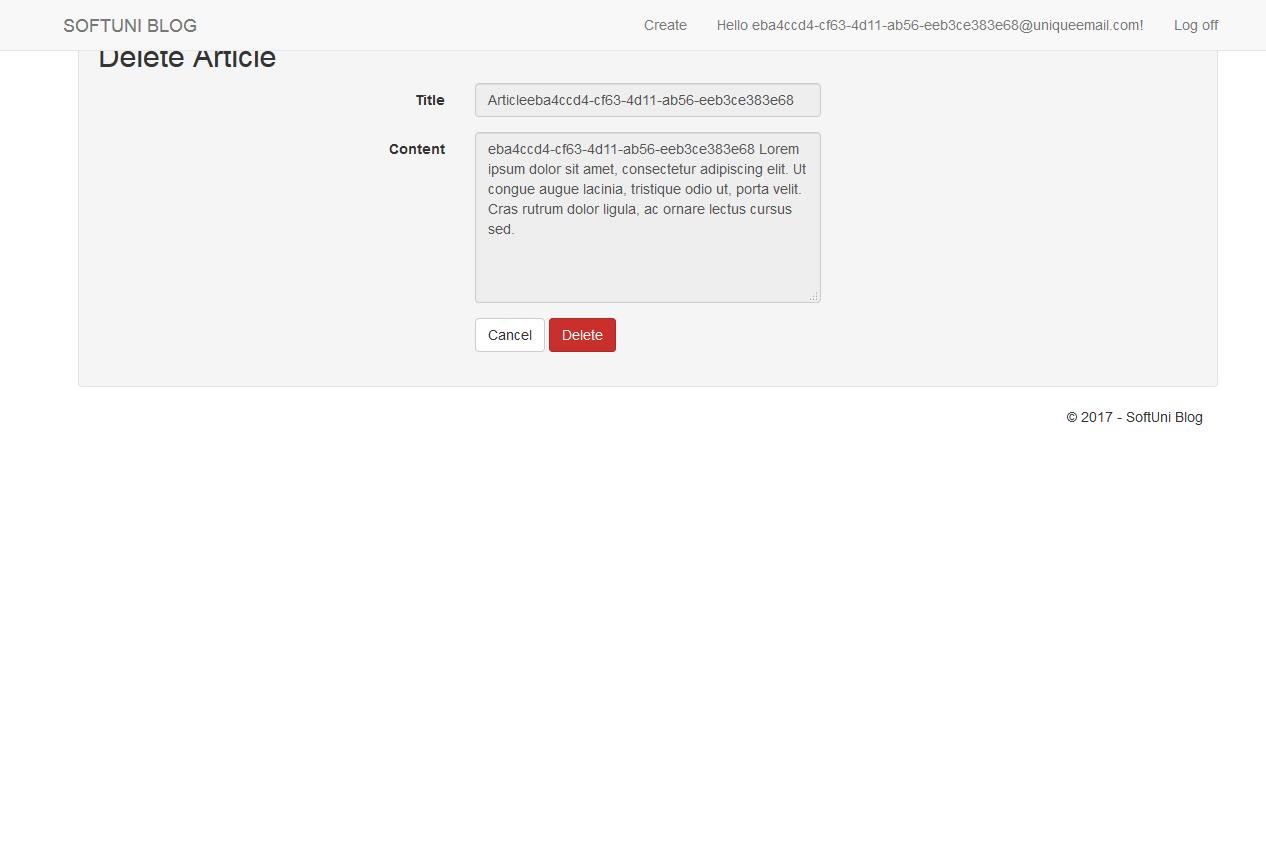 SOFTUNI BLOG
Create
Hello eba4ccd4-cf63-4d11-ab56-eeb3ce383e68@uniqueemail.com!
Log off
Delete Article
Title
Articleeba4ccd4-cf63-4d11-ab56-eeb3ce383e68
Content
eba4ccd4-cf63-4d11-ab56-eeb3ce383e68 Lorem
ipsum dolor sit amet, consectetur adipiscing elit. Ut
congue augue lacinia, tristique odio ut, porta velit.
Cras rutrum dolor ligula, ac ornare lectus cursus
sed.
Cancel
Delete
© 2017 - SoftUni Blog